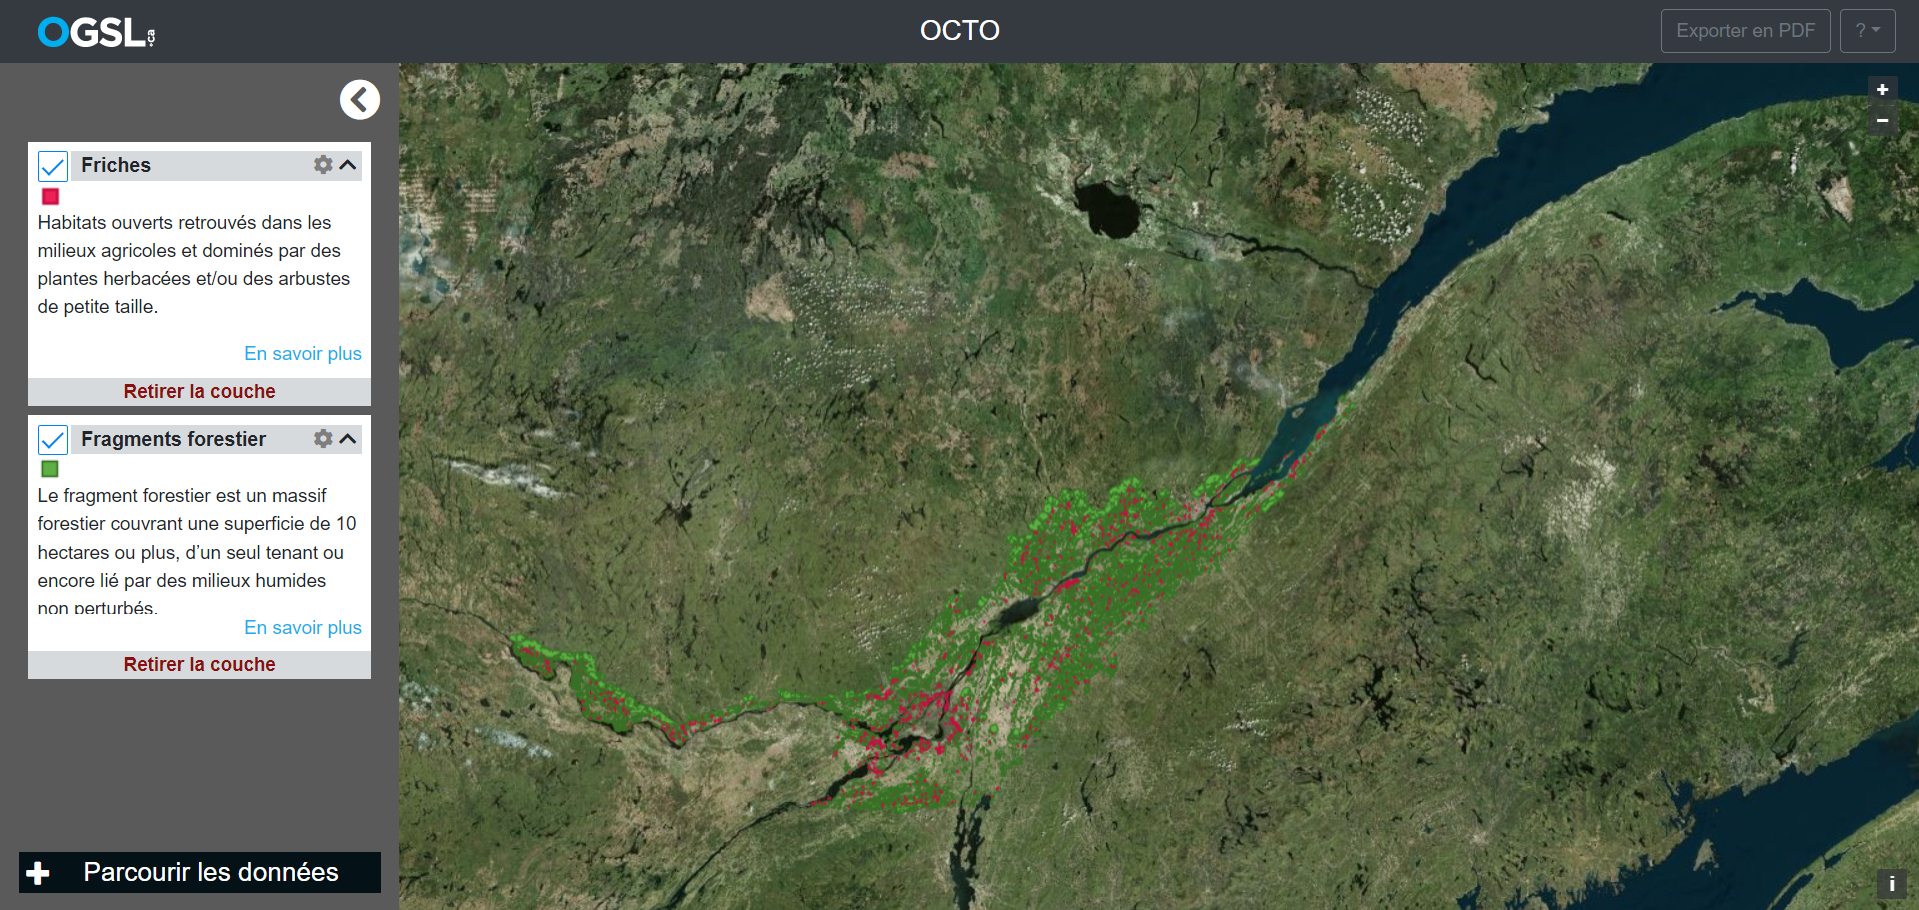 OGSL.ca
OCTO
Exporter en PDF
?
Friches
Habitats ouverts retrouvés dans les
milieux agricoles et dominés par des
plantes herbacées et/ou des arbustes
de petite taille.
En savoir plus
Retirer la couche
Fragments forestier
Le fragment forestier est un massif
forestier couvrant une superficie de 10
hectares ou plus, d’un seul tenant ou
encore lié par des milieux humides
non perturbés.
En savoir plus
Retirer la couche
+ Parcourir les données
+
−
i